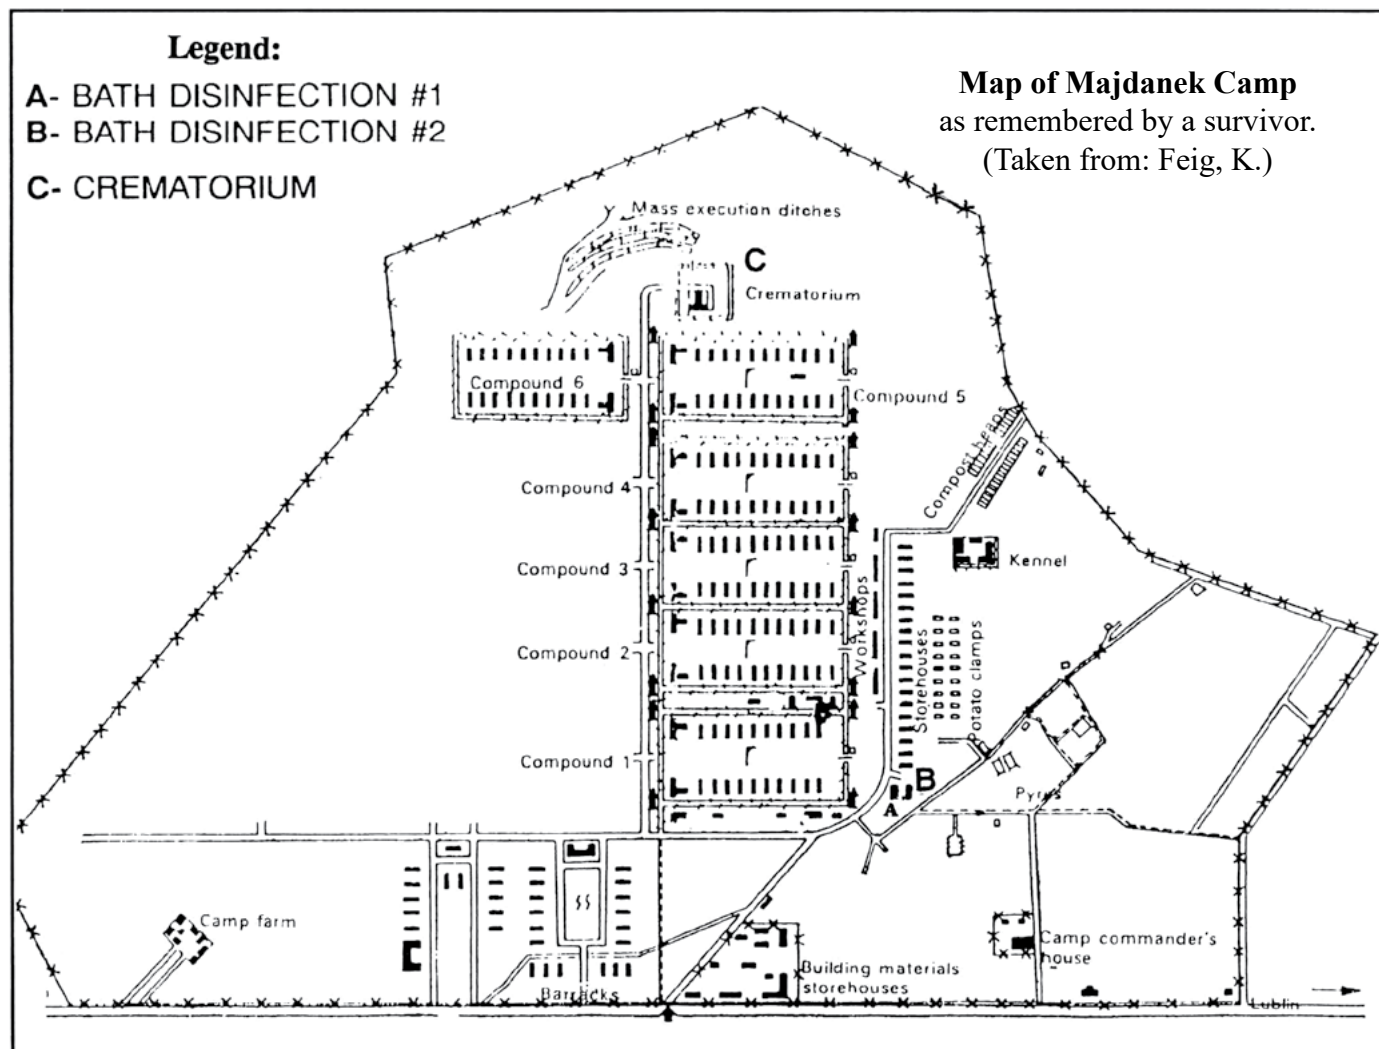 Legend:
A- BATH DISINFECTION #1
B- BATH DISINFECTION #2
C- CREMATORIUM
Map of Majdanek Camp
as remembered by a survivor.
(Taken from: Feig, K.)
Mass execution ditches
C
Crematorium
Compound 6
Compound 5
Compost heaps
Compound 4
Kennel
Compound 3
Workshops
Storehouses
Potato clamps
Compound 2
Compound 1
B
A
Camp farm
SS
Barracks
Building materials
storehouses
Camp commander's
house
Lublin